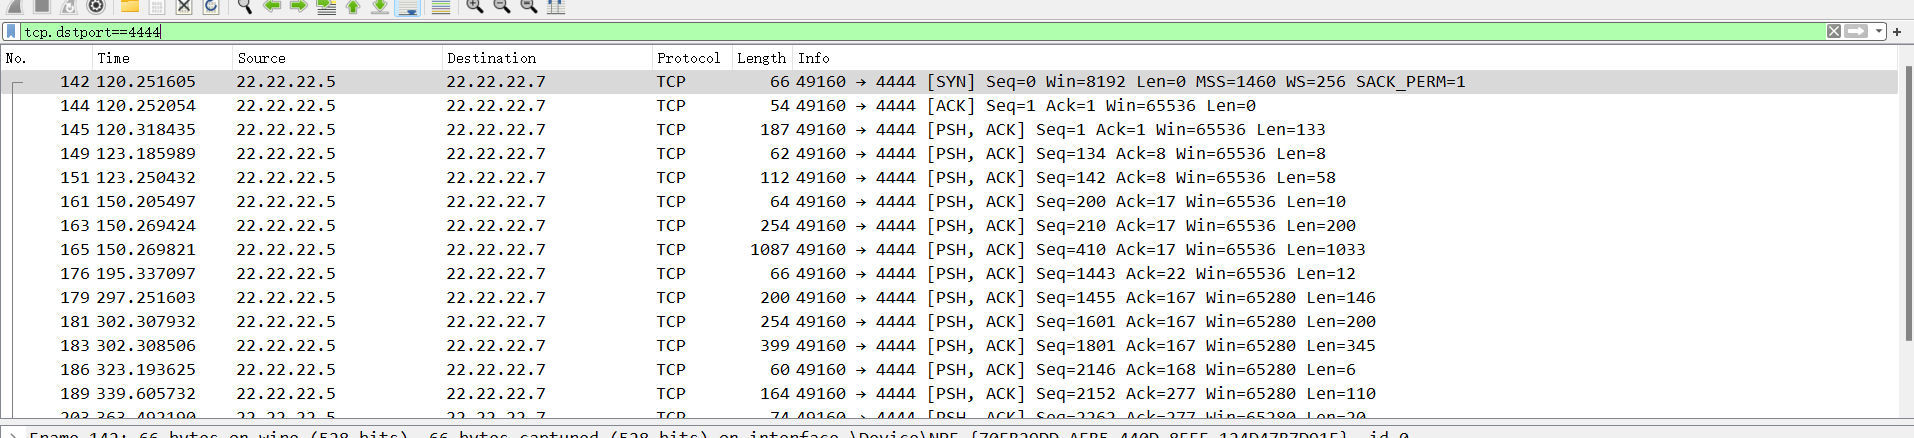 tcp.dstport==4444
No. Time Source Destination Protocol Length Info
142 120.251605 22.22.22.5 22.22.22.7 TCP 66 49160 → 4444 [SYN] Seq=0 Win=8192 Len=0 MSS=1460 WS=256 SACK_PERM=1
144 120.252054 22.22.22.5 22.22.22.7 TCP 54 49160 → 4444 [ACK] Seq=1 Ack=1 Win=65536 Len=0
145 120.318435 22.22.22.5 22.22.22.7 TCP 187 49160 → 4444 [PSH, ACK] Seq=1 Ack=1 Win=65536 Len=133
149 123.185989 22.22.22.5 22.22.22.7 TCP 62 49160 → 4444 [PSH, ACK] Seq=134 Ack=8 Win=65536 Len=8
151 123.250432 22.22.22.5 22.22.22.7 TCP 112 49160 → 4444 [PSH, ACK] Seq=142 Ack=8 Win=65536 Len=58
161 150.205497 22.22.22.5 22.22.22.7 TCP 64 49160 → 4444 [PSH, ACK] Seq=200 Ack=17 Win=65536 Len=10
163 150.269424 22.22.22.5 22.22.22.7 TCP 254 49160 → 4444 [PSH, ACK] Seq=210 Ack=17 Win=65536 Len=200
165 150.269821 22.22.22.5 22.22.22.7 TCP 1087 49160 → 4444 [PSH, ACK] Seq=410 Ack=17 Win=65536 Len=1033
176 195.337097 22.22.22.5 22.22.22.7 TCP 66 49160 → 4444 [PSH, ACK] Seq=1443 Ack=22 Win=65536 Len=12
179 297.251603 22.22.22.5 22.22.22.7 TCP 200 49160 → 4444 [PSH, ACK] Seq=1455 Ack=167 Win=65280 Len=146
181 302.307932 22.22.22.5 22.22.22.7 TCP 254 49160 → 4444 [PSH, ACK] Seq=1601 Ack=167 Win=65280 Len=200
183 302.308506 22.22.22.5 22.22.22.7 TCP 399 49160 → 4444 [PSH, ACK] Seq=1801 Ack=167 Win=65280 Len=345
186 323.193625 22.22.22.5 22.22.22.7 TCP 60 49160 → 4444 [PSH, ACK] Seq=2146 Ack=168 Win=65280 Len=6
189 339.605732 22.22.22.5 22.22.22.7 TCP 164 49160 → 4444 [PSH, ACK] Seq=2152 Ack=277 Win=65280 Len=110
203 363.492190 22.22.22.5 22.22.22.7 TCP 74 49160 → 4444 [PSH, ACK] Seq=2262 Ack=277 Win=65280 Len=20
Frame 142: 66 bytes on wire (528 bits), 66 bytes captured (528 bits) on interface